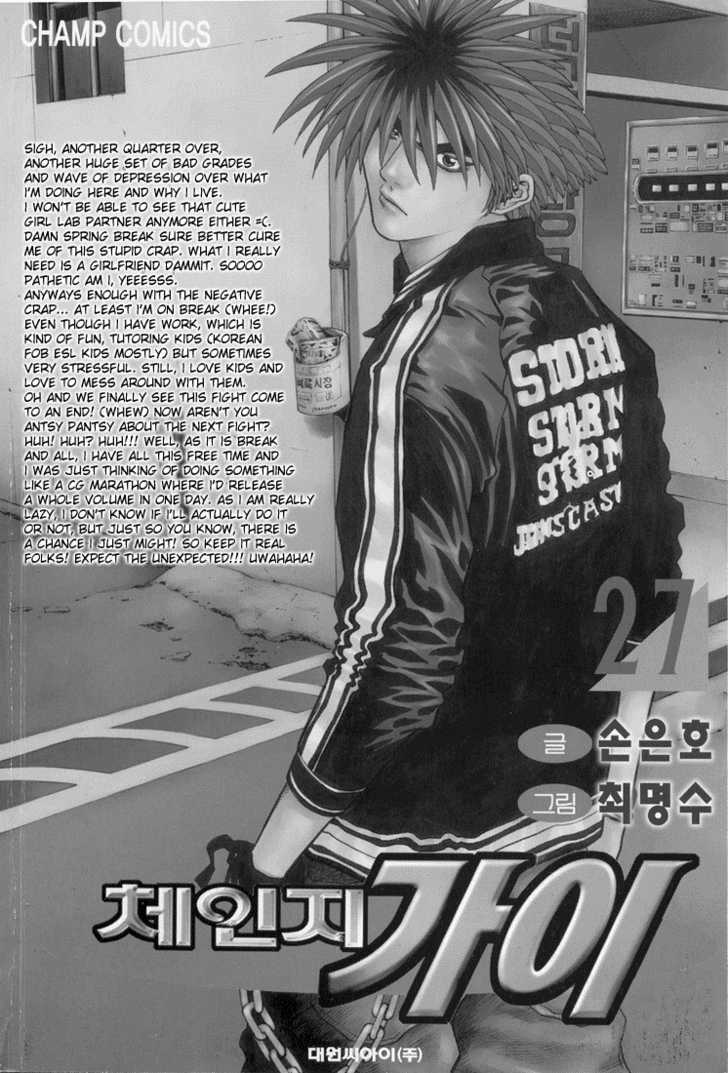 CHAMP COMICS
SIGH, ANOTHER QUARTER OVER,
ANOTHER HUGE SET OF BAD GRADES
AND WAVE OF DEPRESSION OVER WHAT
I'M DOING HERE AND WHY I LIVE.
I WON'T BE ABLE TO SEE THAT CUTE
GIRL LAB PARTNER ANYMORE EITHER =(.
DAMN SPRING BREAK SURE BETTER CURE
ME OF THIS STUPID CRAP. WHAT I REALLY
NEED IS A GIRLFRIEND DAMMIT. SOOOO
PATHETIC AM I, YEEESSS.
ANYWAYS ENOUGH WITH THE NEGATIVE
CRAP... AT LEAST I'M ON BREAK (WHEE!)
EVEN THOUGH I HAVE WORK, WHICH IS
KIND OF FUN, TUTORING KIDS (KOREAN
FOB ESL KIDS MOSTLY) BUT SOMETIMES
VERY STRESSFUL. STILL, I LOVE KIDS AND
LOVE TO MESS AROUND WITH THEM.
OH AND WE FINALLY SEE THIS FIGHT COME
TO AN END! (WHEW) NOW AREN'T YOU
ANTSY PANTSY ABOUT THE NEXT FIGHT?
HUH! HUH? HUH!!! WELL, AS IT IS BREAK
AND ALL, I HAVE ALL THIS FREE TIME AND
I WAS JUST THINKING OF DOING SOMETHING
LIKE A CG MARATHON WHERE I'D RELEASE
A WHOLE VOLUME IN ONE DAY. AS I AM REALLY
LAZY, I DON'T KNOW IF I'LL ACTUALLY DO IT
OR NOT, BUT JUST SO YOU KNOW, THERE IS
A CHANCE I JUST MIGHT! SO KEEP IT REAL
FOLKS! EXPECT THE UNEXPECTED!!! UWAHAHA!
벼룩시장
STORM
STORM
STORM
27
글 손은호
그림 최명수
체인지 가이
대원씨아이(주)